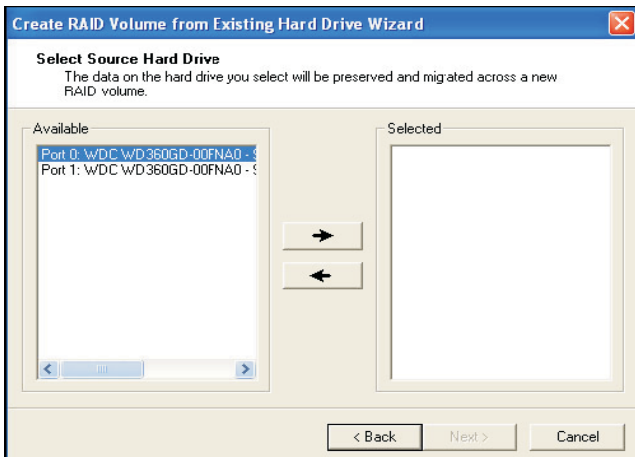 Create RAID Volume from Existing Hard Drive Wizard
Select Source Hard Drive
The data on the hard drive you select will be preserved and migrated across a new
RAID volume.
Available
Selected
Port 0: WDC WD360GD-00FNA0 -
Port 1: WDC WD360GD-00FNA0 -
< Back
Next >
Cancel